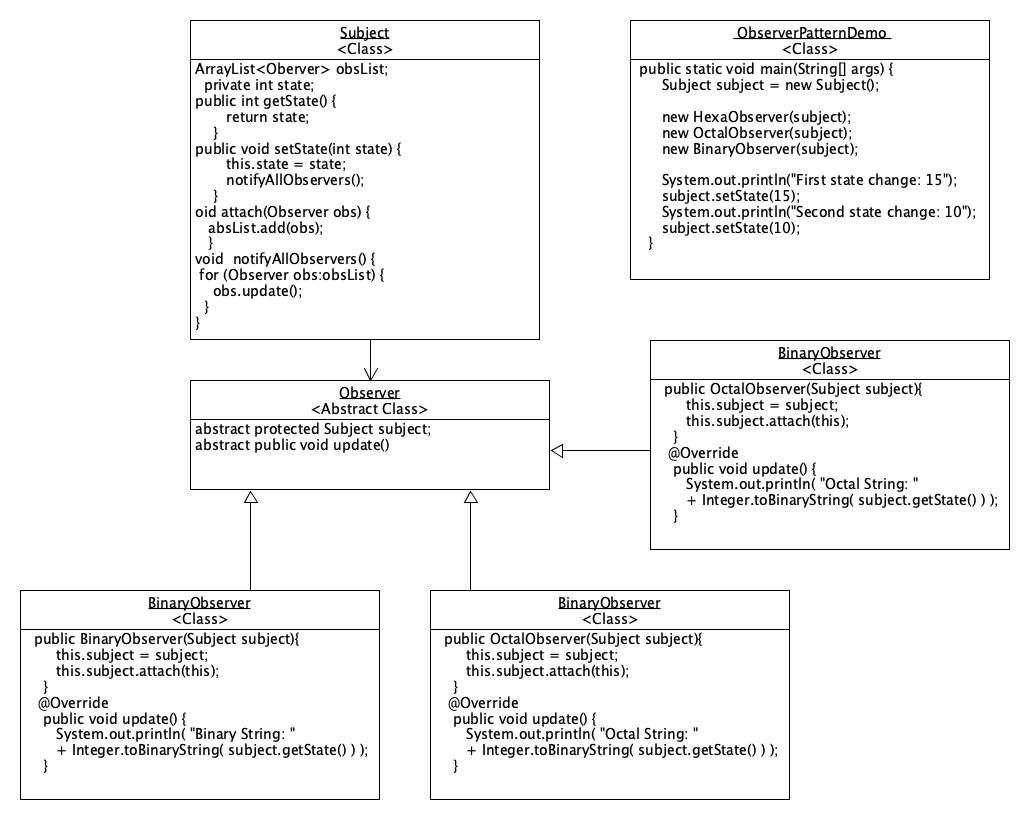 Subject
<Class>
ArrayList<Oberver> obsList;
private int state;
public int getState() {
return state;
}
public void setState(int state) {
this.state = state;
notifyAllObservers();
}
oid attach(Observer obs) {
absList.add(obs);
}
void  notifyAllObservers() {
for (Observer obs:obsList) {
obs.update();
}
}
ObserverPatternDemo
<Class>
public static void main(String[] args) {
Subject subject = new Subject();
new HexaObserver(subject);
new OctalObserver(subject);
new BinaryObserver(subject);
System.out.println("First state change: 15");
subject.setState(15);
System.out.println("Second state change: 10");
subject.setState(10);
}
Observer
<Abstract Class>
abstract protected Subject subject;
abstract public void update()
BinaryObserver
<Class>
public OctalObserver(Subject subject){
this.subject = subject;
this.subject.attach(this);
}
@Override
public void update() {
System.out.println( "Octal String: "
+ Integer.toBinaryString( subject.getState() ) );
}
BinaryObserver
<Class>
public BinaryObserver(Subject subject){
this.subject = subject;
this.subject.attach(this);
}
@Override
public void update() {
System.out.println( "Binary String: "
+ Integer.toBinaryString( subject.getState() ) );
}
BinaryObserver
<Class>
public OctalObserver(Subject subject){
this.subject = subject;
this.subject.attach(this);
}
@Override
public void update() {
System.out.println( "Octal String: "
+ Integer.toBinaryString( subject.getState() ) );
}